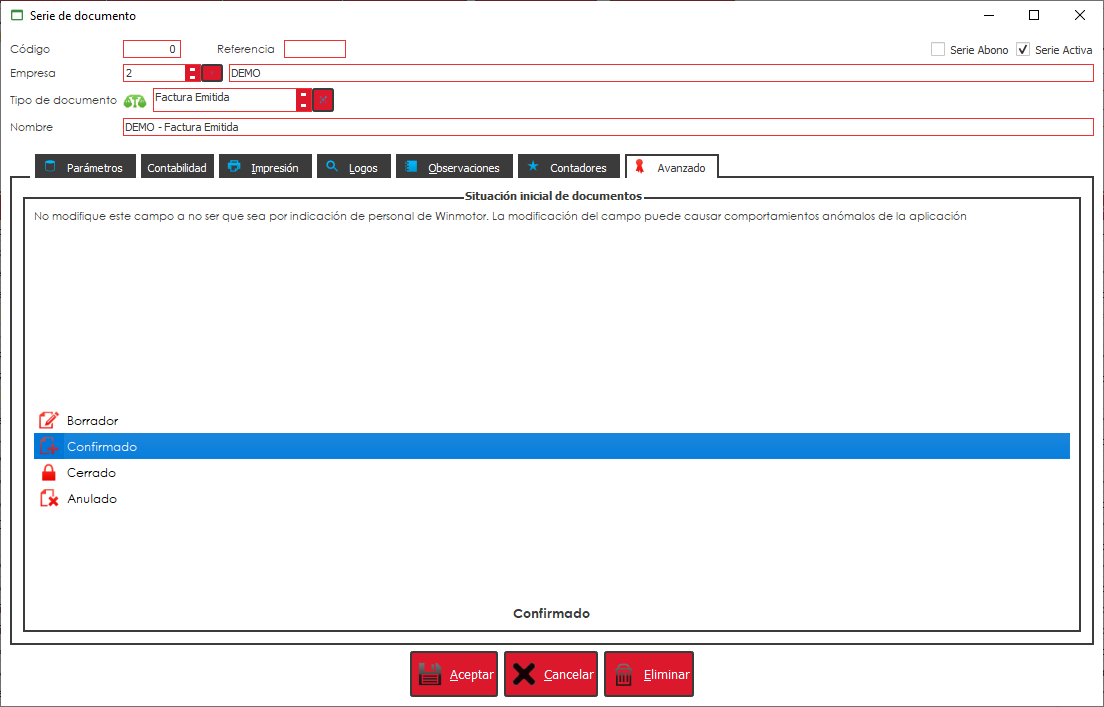 Serie de documento
Código 0 Referencia Serie Abono Serie Activa
Empresa 2 DEMO
Tipo de documento Factura Emitida
Nombre DEMO - Factura Emitida
Parámetros Contabilidad Impresión Logos Observaciones Contadores Avanzado
Situación inicial de documentos
No modifique este campo a no ser que sea por indicación de personal de Winmotor. La modificación del campo puede causar comportamientos anómalos de la aplicación
Borrador
Confirmado
Cerrado
Anulado
Confirmado
Aceptar Cancelar Eliminar